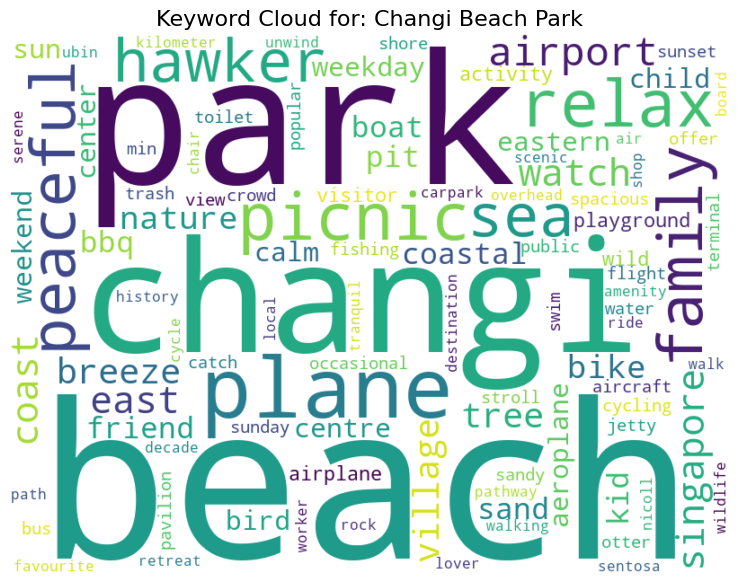 Keyword Cloud for: Changi Beach Park
sun
ubin
kilometer
unwind
shore
airport
sunset
hawker
weekday
activity
child
board
serene
peaceful
center
park
toilet
popular
boat
relax
min
chair
pit
eastern
air
offer
scenic
watch
shop
family
trash
view
crowd
visitor
carpark
overhead
spacious
weekend
nature
picnic
sea
playground
terminal
bbq
calm
fishing
coastal
public
wild
flight
changi
history
local
tranquil
destination
swim
amenity
water
ride
coast
cycle
breeze
catch
plane
occasional
bike
walk
east
stroll
aircraft
singapore
friend
sunday
centre
tree
aeroplane
cycling
jetty
decade
beach
airplane
village
sandy
kid
path
pavilion
pathway
nicoll
wildlife
bus
bird
worker
rock
sand
walking
otter
favourite
retreat
lover
sentosa